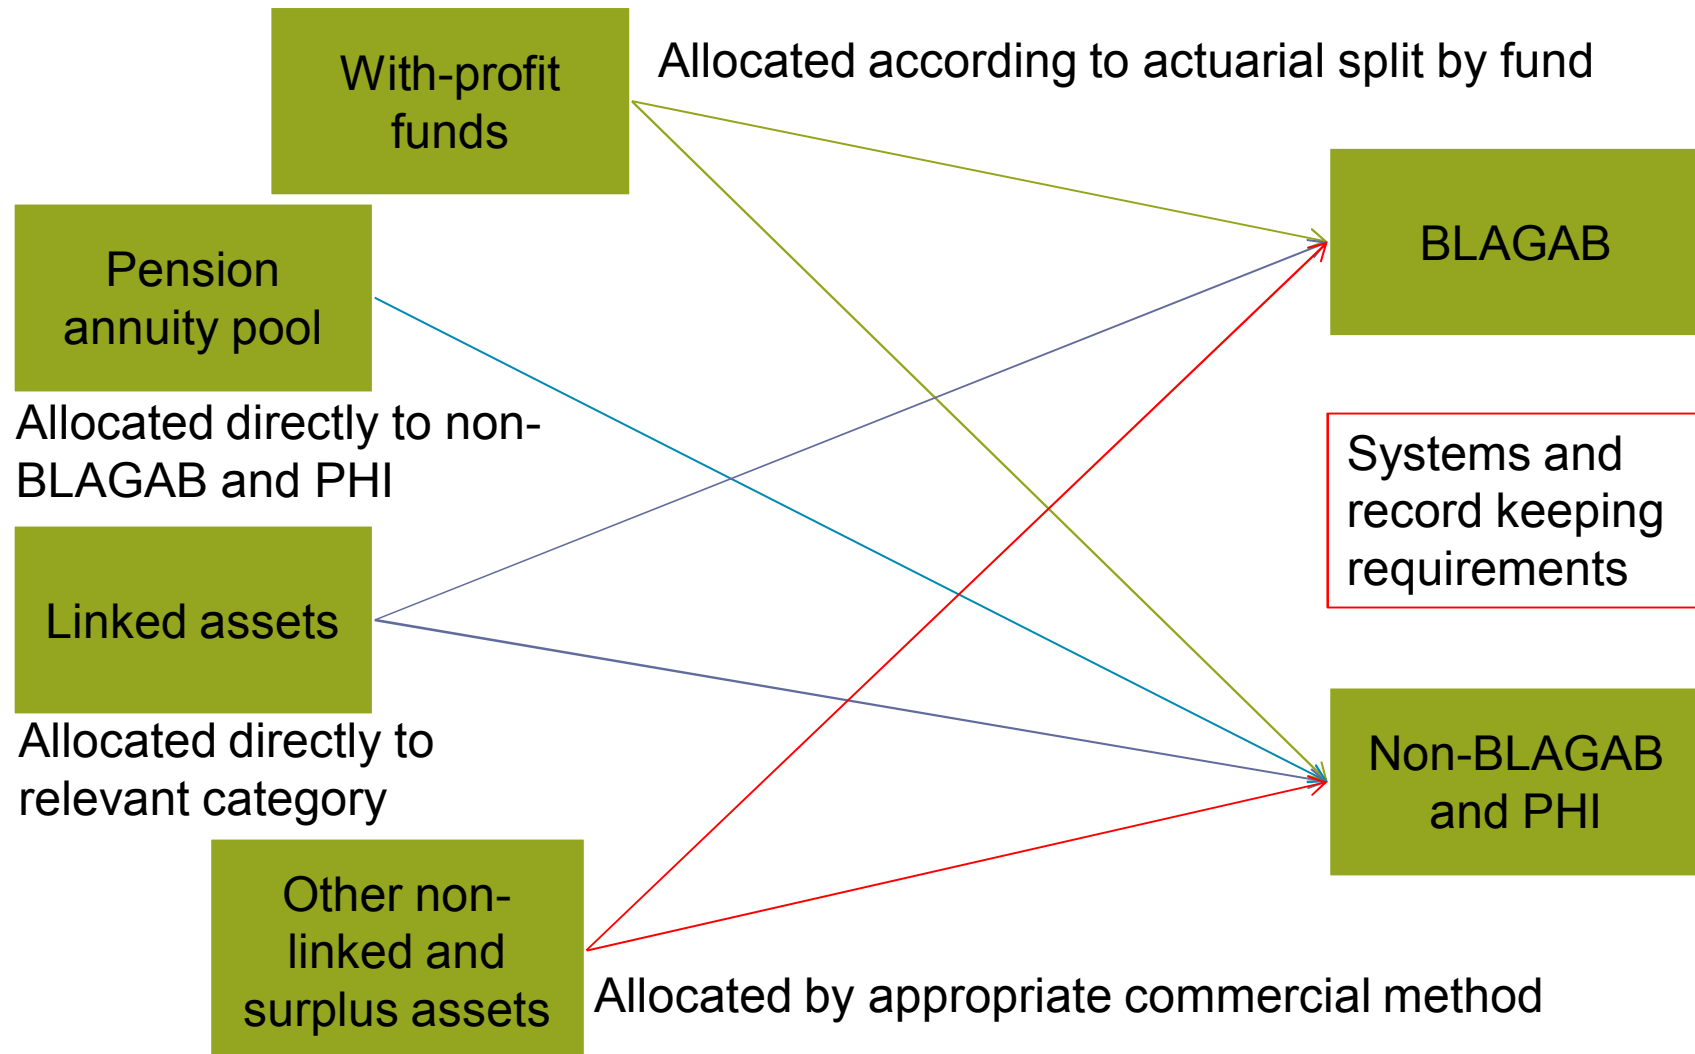 With-profit
funds
Allocated according to actuarial split by fund
BLAGAB
Pension
annuity pool
Allocated directly to non-
BLAGAB and PHI
Systems and
record keeping
requirements
Linked assets
Allocated directly to
relevant category
Non-BLAGAB
and PHI
Other non-
linked and
surplus assets
Allocated by appropriate commercial method